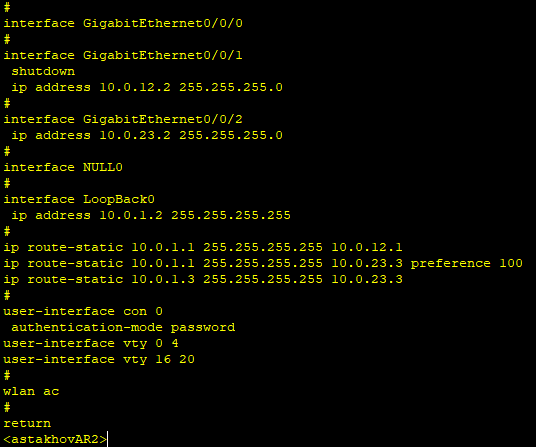 #
interface GigabitEthernet0/0/0
#
interface GigabitEthernet0/0/1
 shutdown
 ip address 10.0.12.2 255.255.255.0
#
interface GigabitEthernet0/0/2
 ip address 10.0.23.2 255.255.255.0
#
interface NULL0
#
interface LoopBack0
 ip address 10.0.1.2 255.255.255.255
#
ip route-static 10.0.1.1 255.255.255.255 10.0.12.1
ip route-static 10.0.1.1 255.255.255.255 10.0.23.3 preference 100
ip route-static 10.0.1.3 255.255.255.255 10.0.23.3
#
user-interface con 0
 authentication-mode password
user-interface vty 0 4
user-interface vty 16 20
#
wlan ac
#
return
<astakhovAR2>